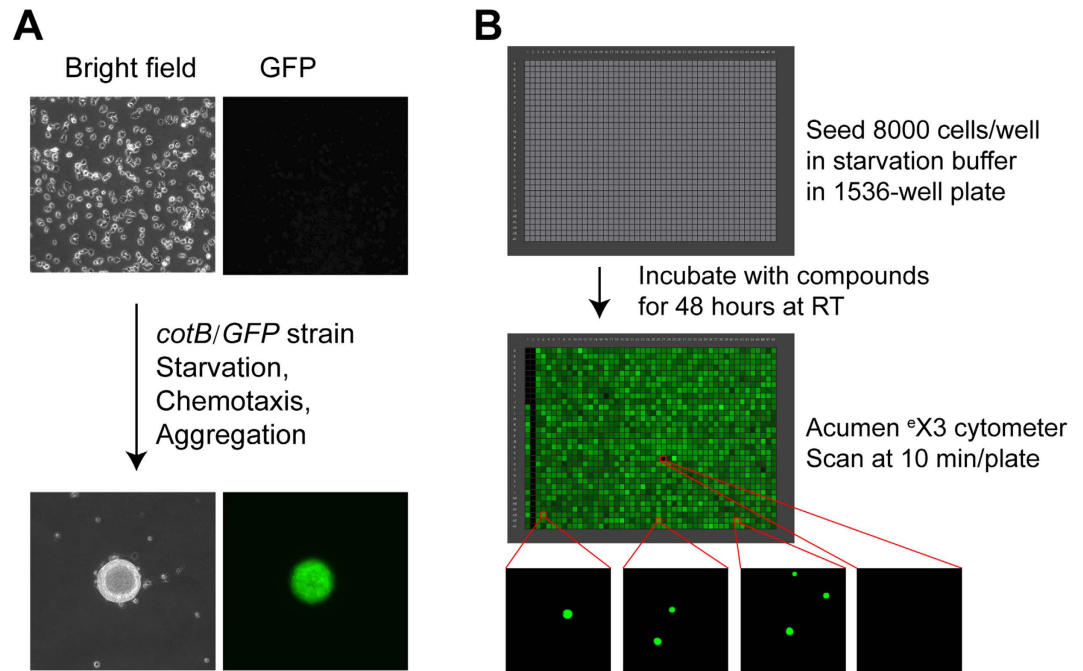 A
Bright field GFP
cotB/GFP strain
Starvation,
Chemotaxis,
Aggregation
B
Seed 8000 cells/well
in starvation buffer
in 1536-well plate
Incubate with compounds
for 48 hours at RT
Acumen eX3 cytometer
Scan at 10 min/plate